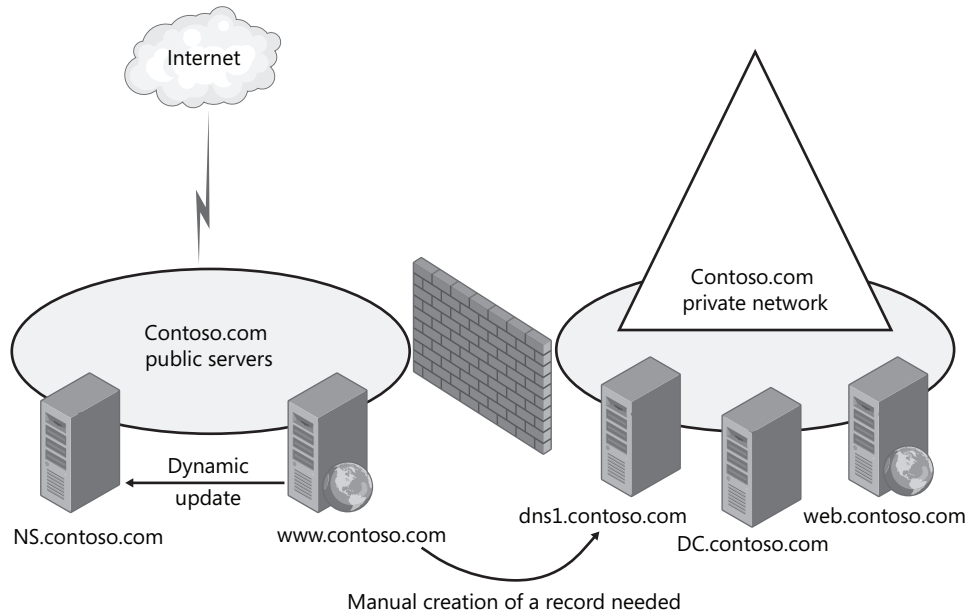 Internet
Contoso.com
public servers
Contoso.com
private network
Dynamic
update
NS.contoso.com
www.contoso.com
dns1.contoso.com
DC.contoso.com
web.contoso.com
Manual creation of a record needed